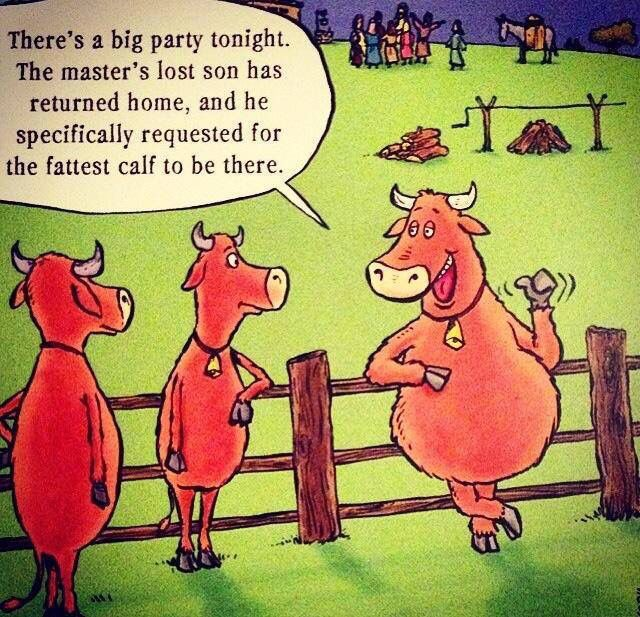 There's a big party tonight.
The master's lost son has
returned home, and he
specifically requested for
the fattest calf to be there.